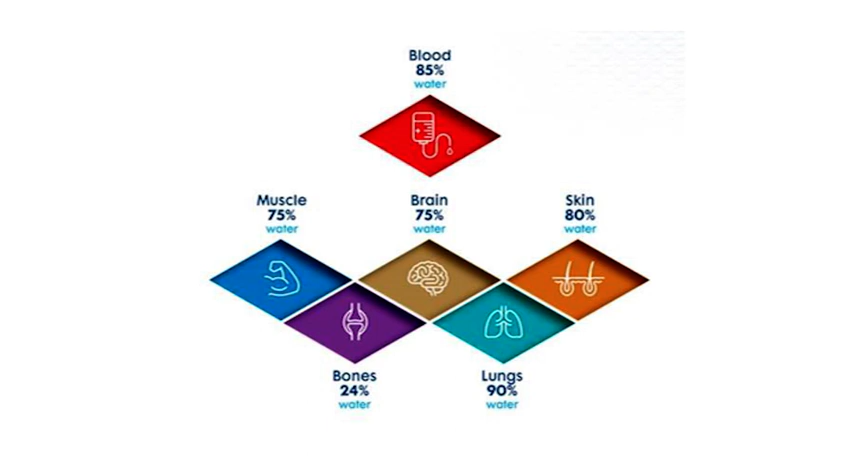 Blood
85%
water
Muscle
75%
water
Brain
75%
water
Skin
80%
water
Bones
24%
water
Lungs
90%
water